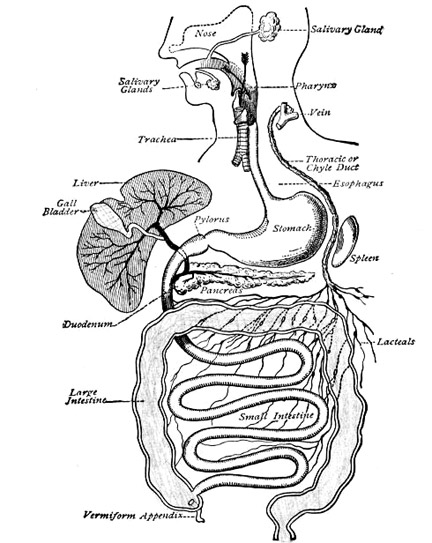 Nose
Salivary Gland
Salivary
Glands
Pharynx
Vein
Trachea
Thoracic or
Chyle Duct
Liver
Esophagus
Gall
Bladder
Pylorus
Stomach
Spleen
Pancreas
Duodenum
Lacteals
Large
Intestine
Small Intestine
Vermiform Appendix